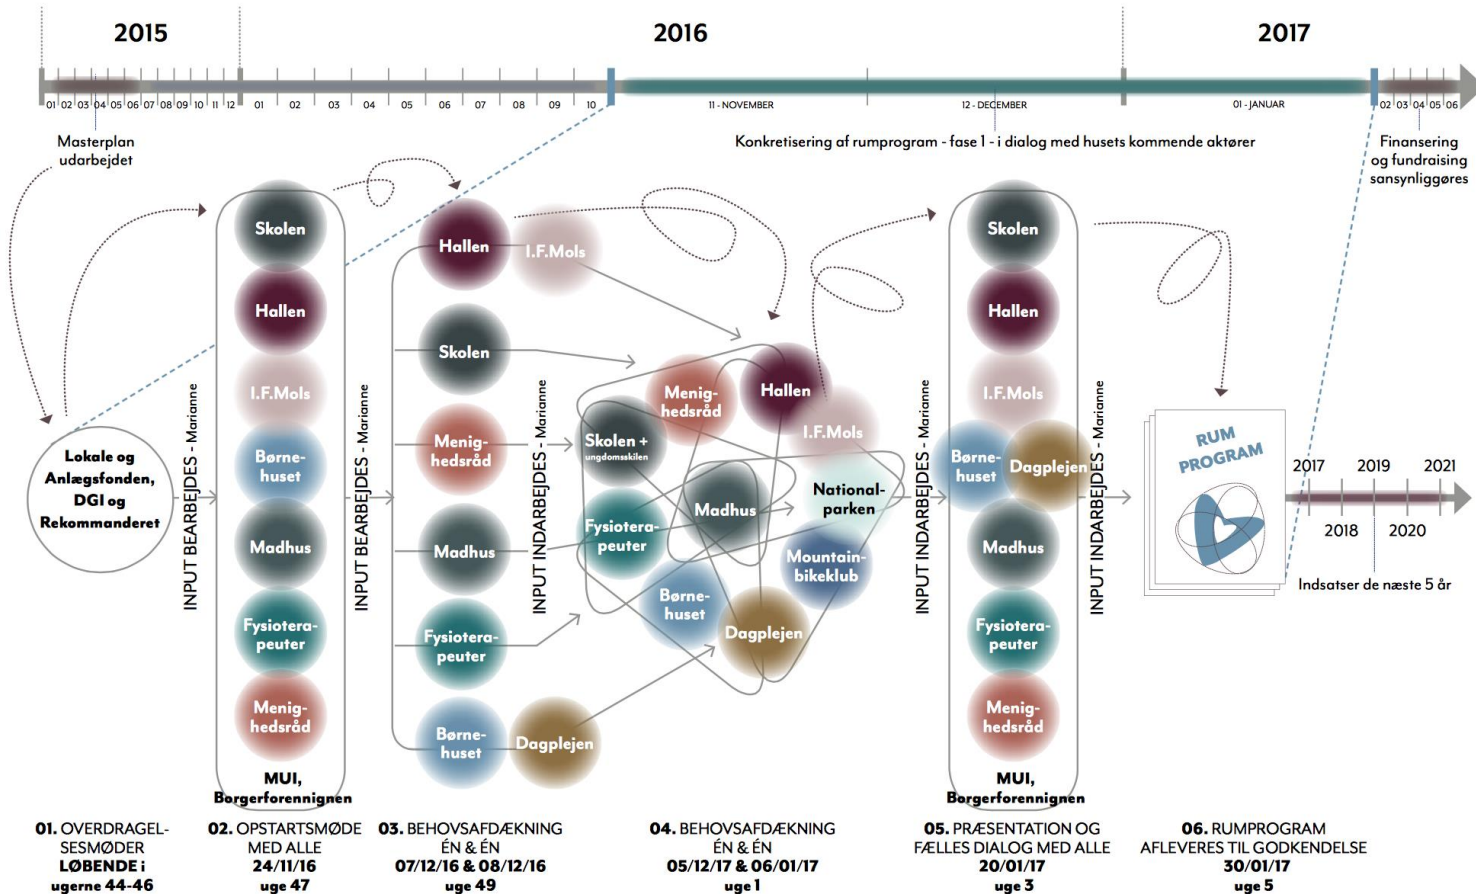 2015
2016
2017
01 02 03 04 05 06 07 08 09 10 11 12
01 02 03 04 05 06 07 08 09 10
11 - NOVEMBER
12 - DECEMBER
01 - JANUAR
02 03 04 05 06
Masterplan
udarbejdet
Konkretisering af rumprogram - fase 1 - i dialog med husets kommende aktører
Finansering
og fundraising
sansynliggøres
Lokale og
Anlægsfonden,
DGI og
Rekommanderet
INPUT BEARBEJDES - Marianne
Skolen
Hallen
I.F.Mols
Børne-
huset
Madhus
Fysiotera-
peuter
Menig-
hedsråd
MUI,
Borgerforennignen
INPUT BEARBEJDES - Marianne
Hallen
I.F.Mols
Skolen
Menig-
hedsråd
Madhus
Fysiotera-
peuter
Børne-
huset
Dagplejen
INPUT INDARBEJDES - Marianne
Menig-
hedsråd
Hallen
Skolen +
ungdomsskilen
I.F.Mols
Fysiotera-
peuter
Madhus
National-
parken
Mountain-
bikeklub
Børne-
huset
Dagplejen
INPUT INDARBEJDES - Marianne
Skolen
Hallen
I.F.Mols
Børne-
huset
Dagplejen
Madhus
Fysiotera-
peuter
Menig-
hedsråd
MUI,
Borgerforennignen
INPUT INDARBEJDES - Marianne
RUM
PROGRAM
2017 2019 2021
2018 2020
Indsatser de næste 5 år
01. OVERDRAGEL-
SESMØDER
LØBENDE i
ugerne 44-46
02. OPSTARTSMØDE
MED ALLE
24/11/16
uge 47
03. BEHOVSAFDÆKNING
ÉN & ÉN
07/12/16 & 08/12/16
uge 49
04. BEHOVSAFDÆKNING
ÉN & ÉN
05/12/17 & 06/01/17
uge 1
05. PRÆSENTATION OG
FÆLLES DIALOG MED ALLE
20/01/17
uge 3
06. RUMPROGRAM
AFLEVERES TIL GODKENDELSE
30/01/17
uge 5